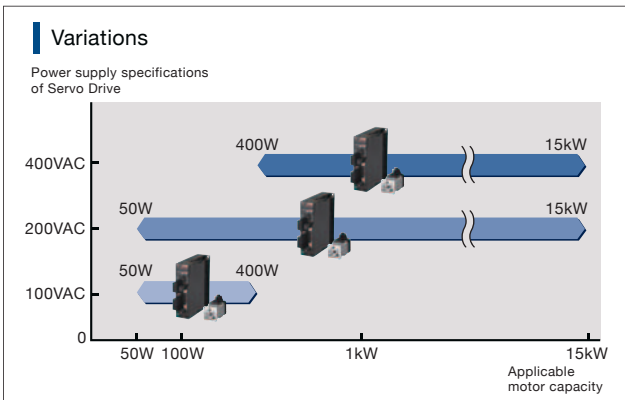 Variations
Power supply specifications
of Servo Drive
400W
15kW
400VAC
50W
15kW
200VAC
50W
400W
100VAC
0
50W 100W 1kW 15kW
Applicable
motor capacity